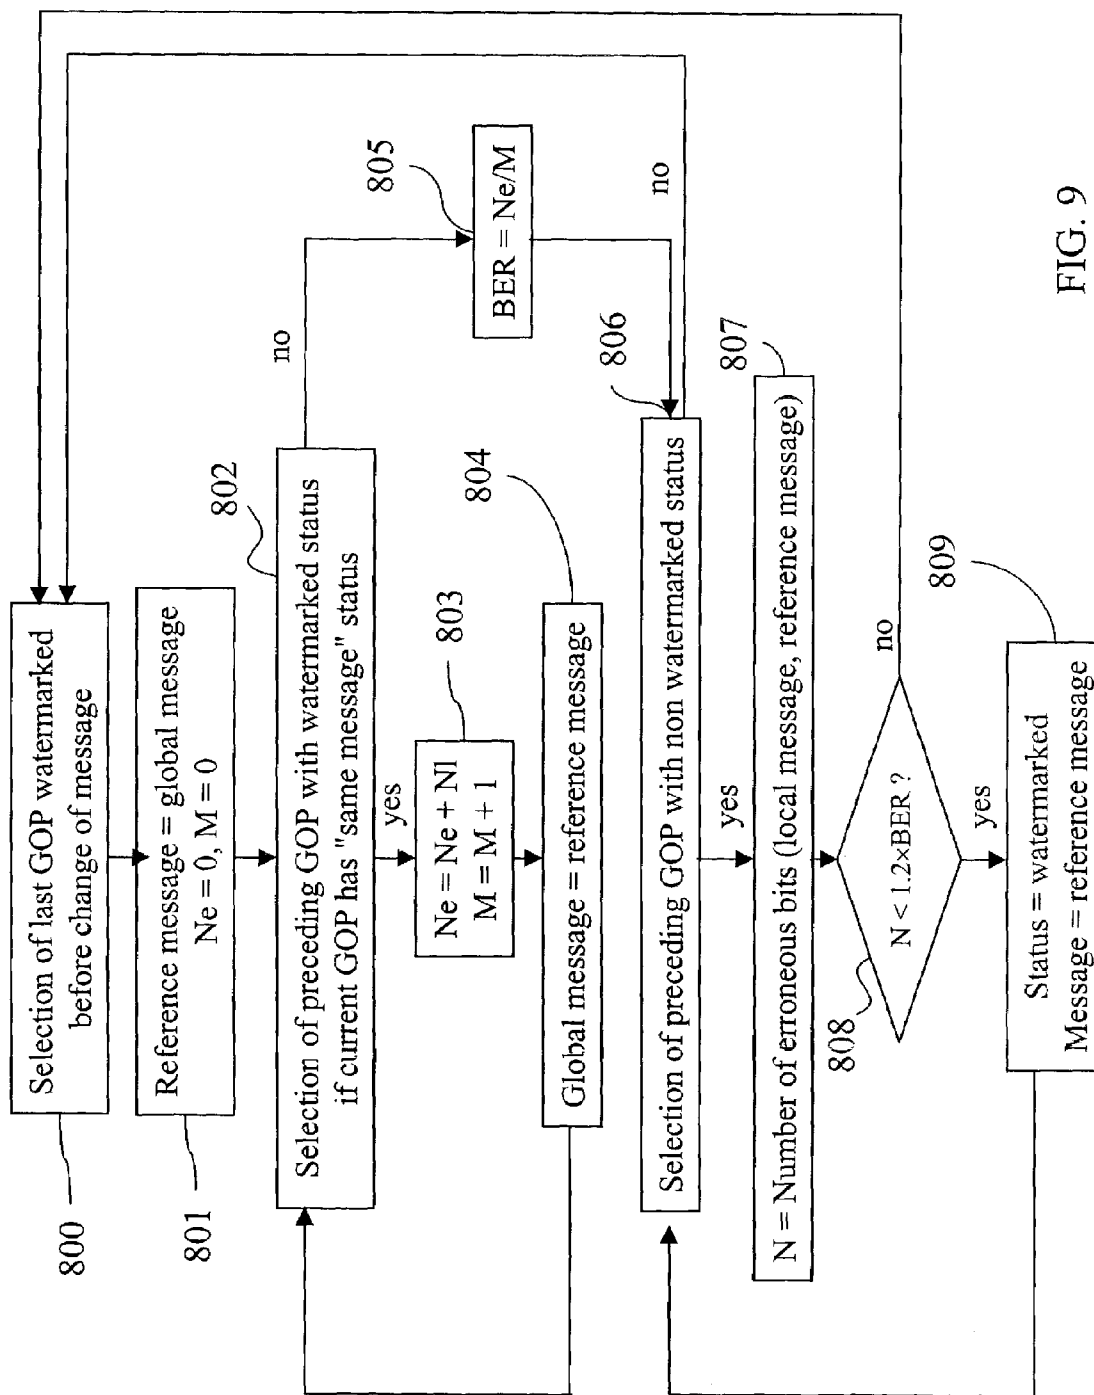 Selection of last GOP watermarked
before change of message
800
Reference message = global message
Ne = 0, M = 0
801
Selection of preceding GOP with watermarked status
if current GOP has "same message" status
802
no
yes
Ne = Ne + Nl
M = M + 1
803
Global message = reference message
804
BER = Ne/M
805
Selection of preceding GOP with non watermarked status
806
no
yes
N = Number of erroneous bits (local message, reference message)
807
N < 1.2×BER ?
808
no
yes
Status = watermarked
Message = reference message
809
FIG. 9